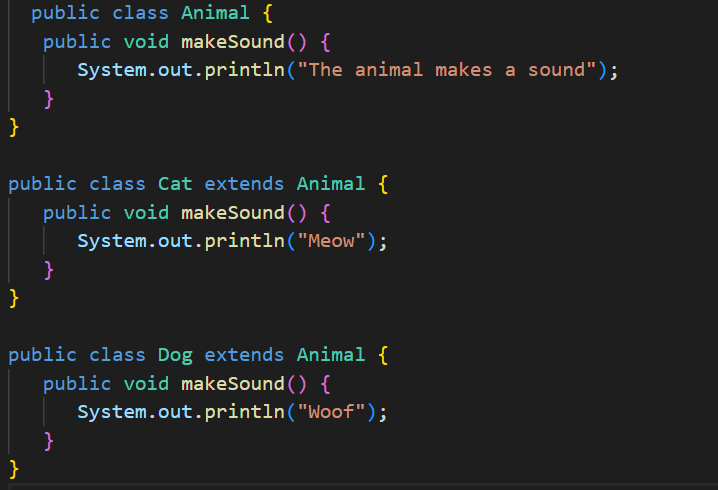 public class Animal {
public void makeSound() {
System.out.println("The animal makes a sound");
}
}
public class Cat extends Animal {
public void makeSound() {
System.out.println("Meow");
}
}
public class Dog extends Animal {
public void makeSound() {
System.out.println("Woof");
}
}